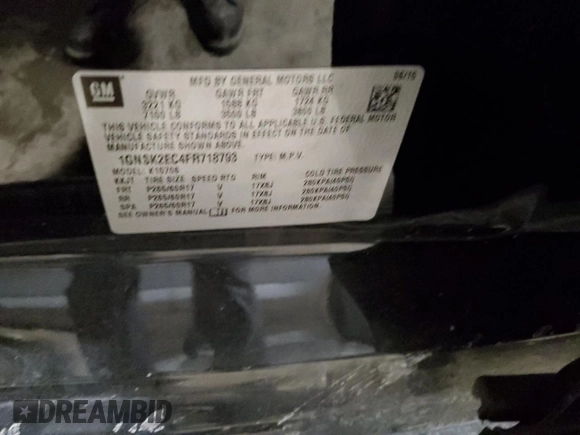 GM
MFG BY GENERAL MOTORS LLC 06/15
GVWR GAWR FRT GAWR RR
3221 KG 1588 KG 1724 KG
7100 LB 3500 LB 3800 LB
THIS VEHICLE CONFORMS TO ALL APPLICABLE U.S. FEDERAL MOTOR
VEHICLE SAFETY STANDARDS IN EFFECT ON THE DATE OF
MANUFACTURE SHOWN ABOVE.
1GNSK2EC4FR718793 TYPE: M.P.V.
MODEL: K15706
KAJT TIRE SIZE SPEED RTG RIM COLD TIRE PRESSURE
FRT P265/65R17 V 17X8J 280KPA(40PSI)
RR P265/65R17 V 17X8J 280KPA(40PSI)
SPA P265/65R17 V 17X8J 280KPA(40PSI)
SEE OWNER'S MANUAL FOR MORE INFORMATION.
DREAMBID